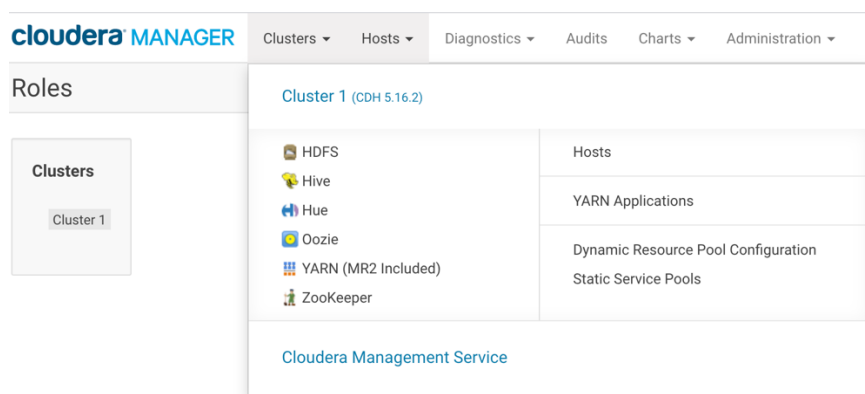 cloudera MANAGER Clusters Hosts Diagnostics Audits Charts Administration
Roles
Clusters
Cluster 1
Cluster 1 (CDH 5.16.2)
HDFS
Hive
Hue
Oozie
YARN (MR2 Included)
ZooKeeper
Hosts
YARN Applications
Dynamic Resource Pool Configuration
Static Service Pools
Cloudera Management Service